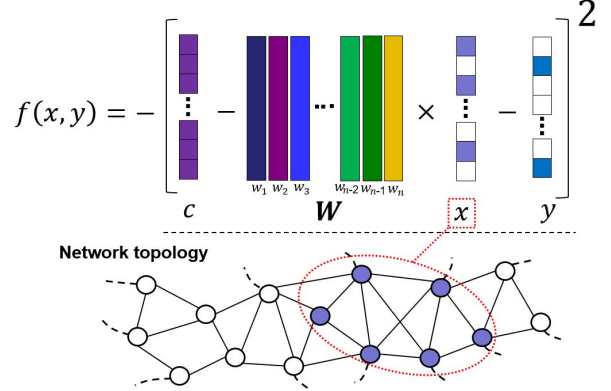 f(x, y) = − [ c − W × x − y ]²
w₁ w₂ w₃ ⋯ wₙ₋₂ wₙ₋₁ wₙ
c W x y
Network topology